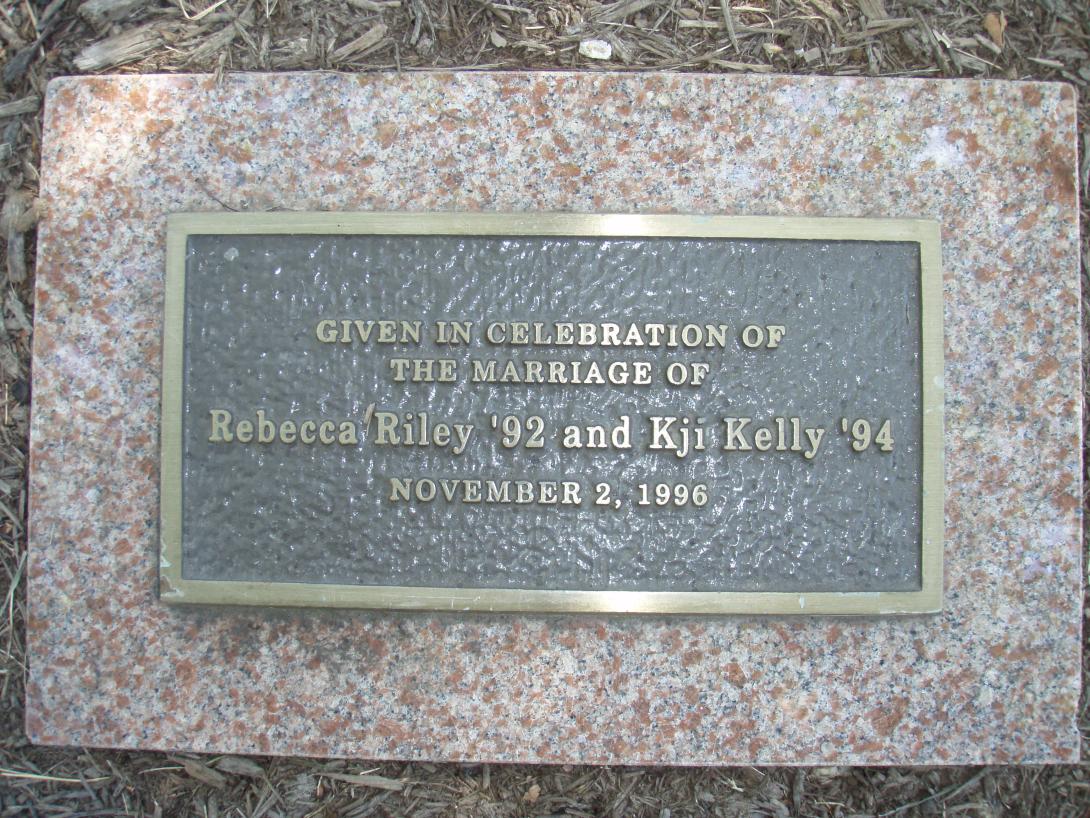 GIVEN IN CELEBRATION OF
THE MARRIAGE OF
Rebecca Riley '92 and Kji Kelly '94
NOVEMBER 2, 1996